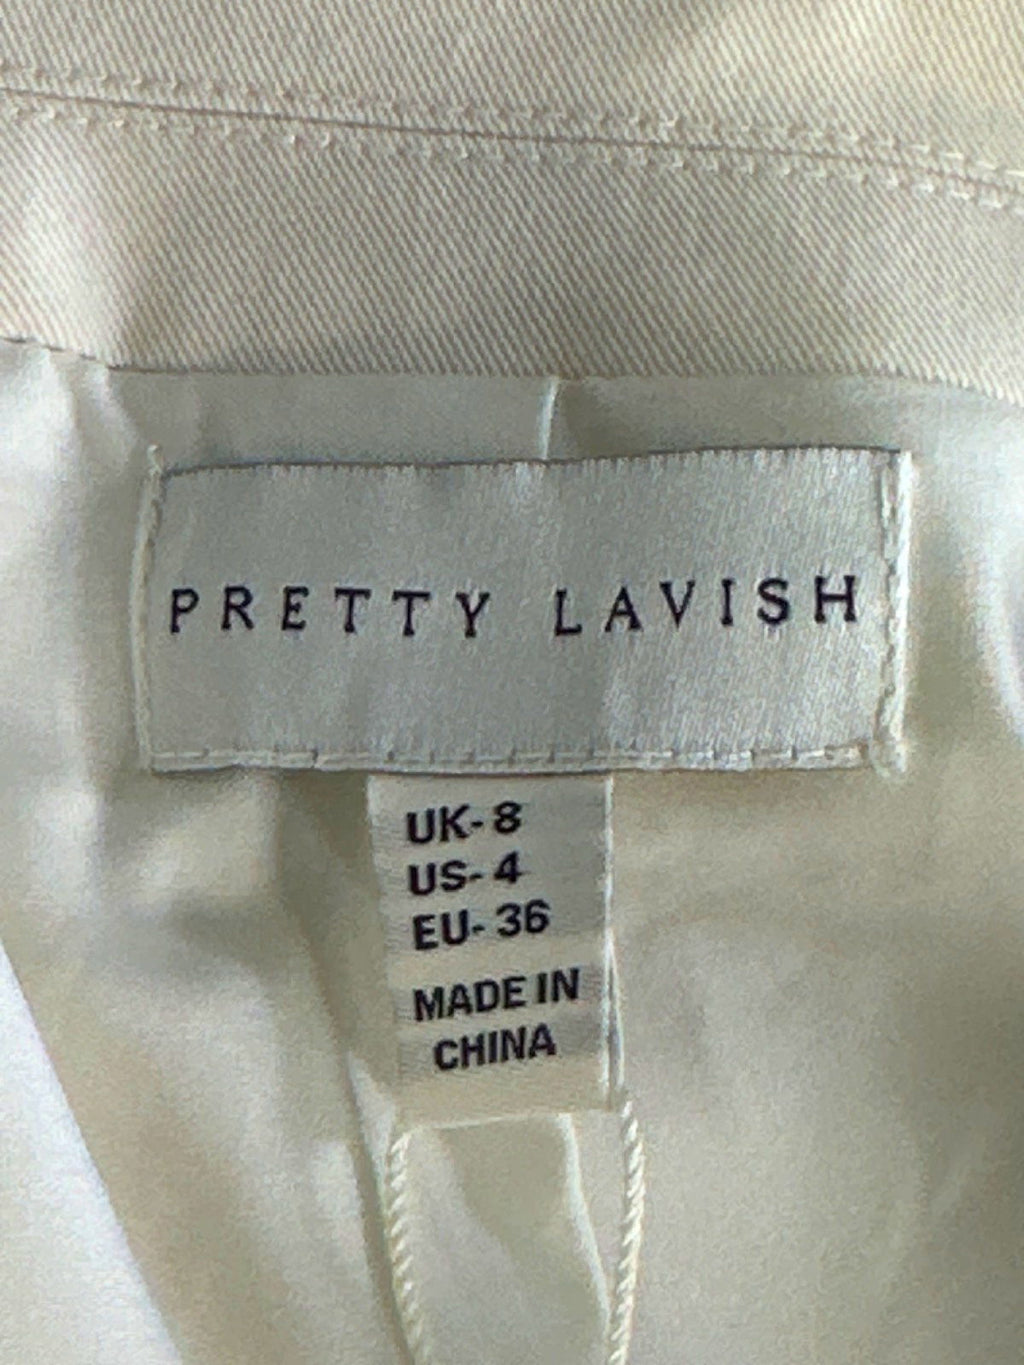 PRETTY LAVISH
UK- 8
US- 4
EU- 36
MADE IN
CHINA